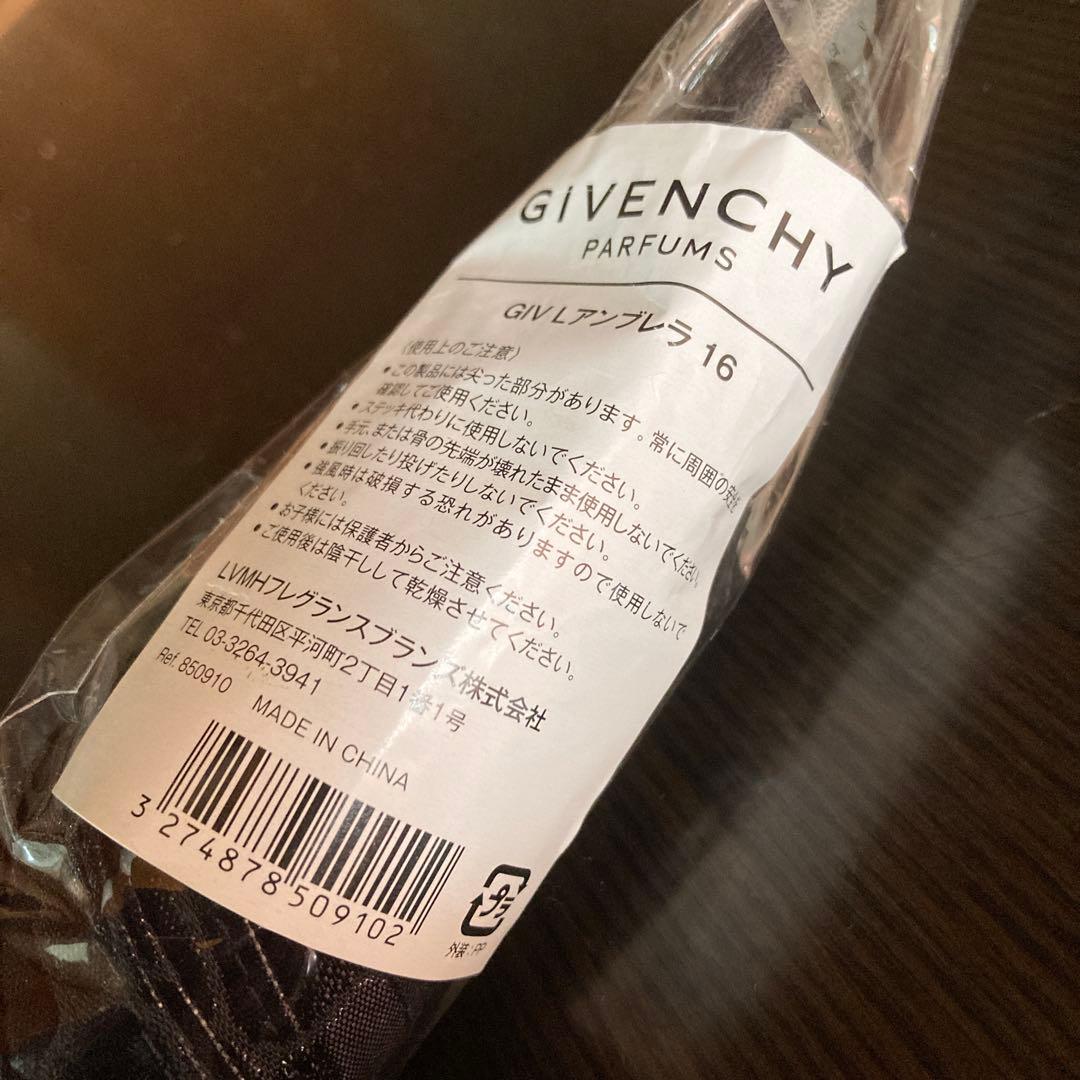 GIVENCHY
PARFUMS
GIV Lアンブレラ 16
〈使用上のご注意〉
●この製品には尖った部分があります。常に周囲の安全を
確認してご使用ください。
●ステッキ代わりに使用しないでください。
●手元、または骨の先端が壊れたまま使用しないでください。
●振り回したり投げたりしないでください。
●強風時は破損する恐れがありますので使用しないで
ください。
●お子様には保護者からご注意ください。
●ご使用後は陰干しして乾燥させてください。
LVMHフレグランスブランズ株式会社
東京都千代田区平河町2丁目1番1号
TEL 03-3264-3941
Ref. 850910
MADE IN CHINA
3 274878 509102
プラ
外装:PP